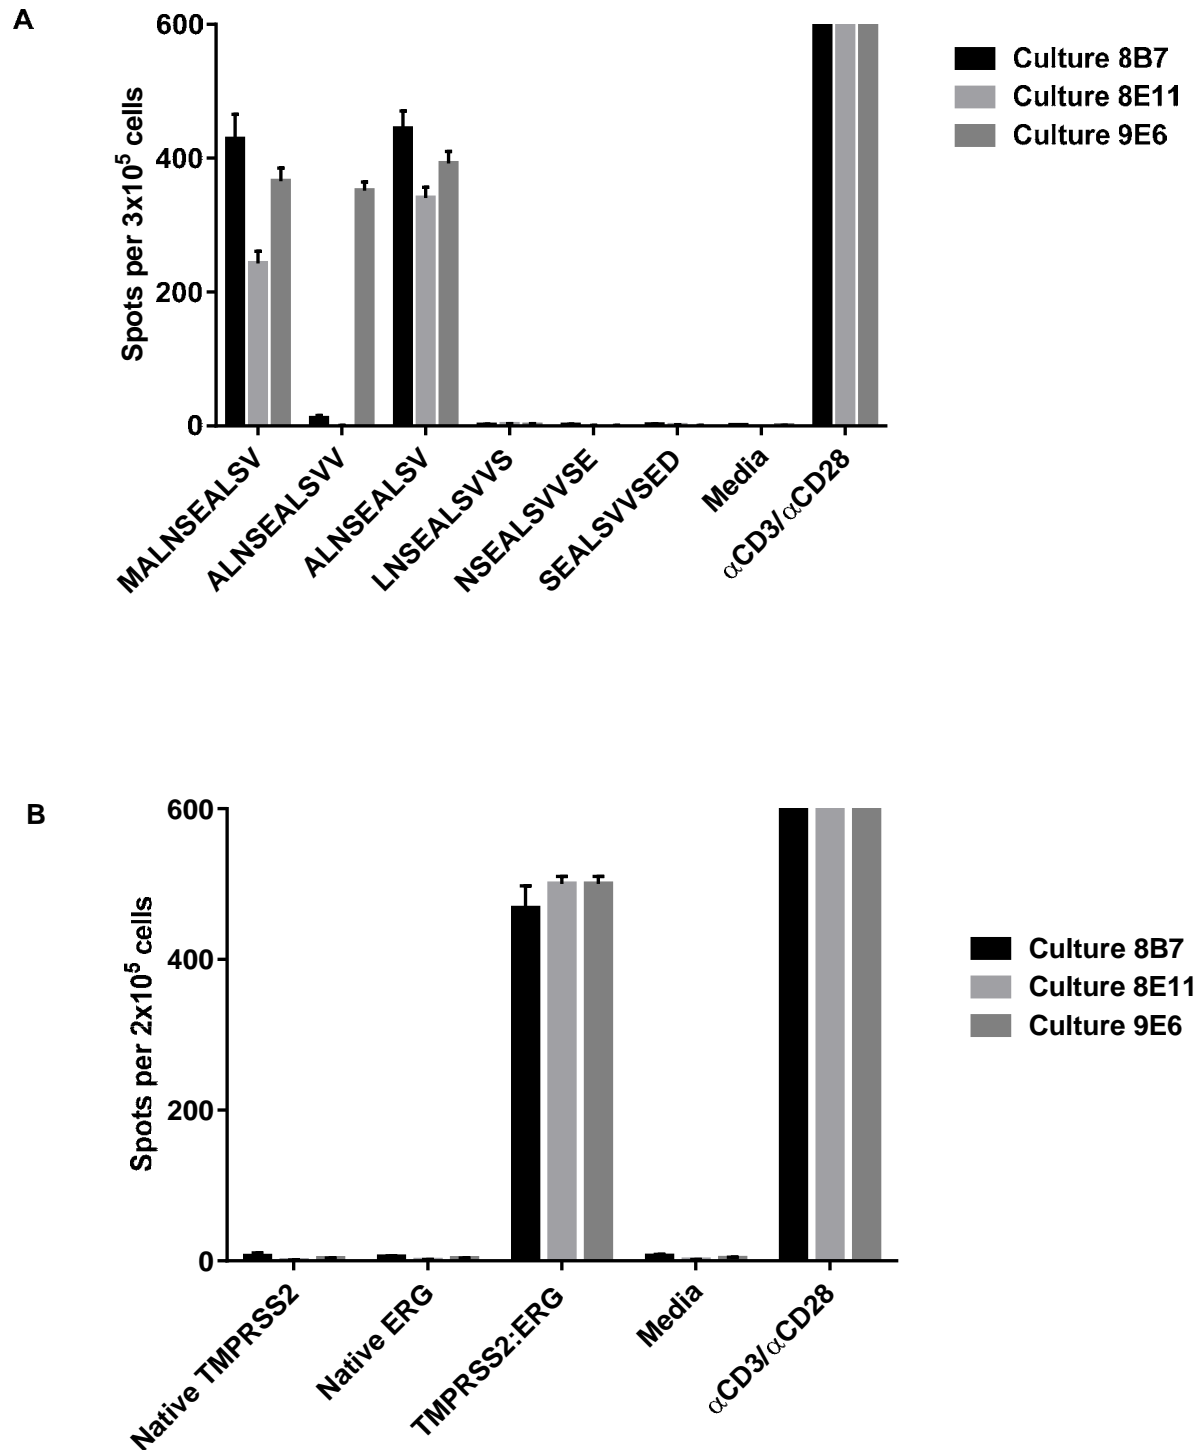 A
600
400
200
0
Spots per 3x10⁵ cells
Culture 8B7
Culture 8E11
Culture 9E6
MALNSEALSV
ALNSEALSVV
ALNSEALSV
LNSEALSVVS
NSEALSVVSE
SEALSVVSED
Media
αCD3/αCD28
B
600
400
200
0
Spots per 2x10⁵ cells
Culture 8B7
Culture 8E11
Culture 9E6
Native TMPRSS2
Native ERG
TMPRSS2:ERG
Media
αCD3/αCD28